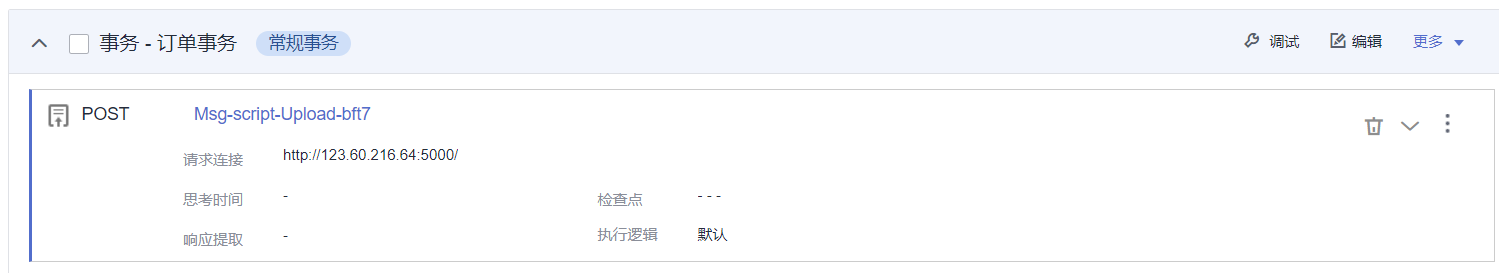 事务 - 订单事务 常规事务 调试 编辑 更多
POST Msg-script-Upload-bft7
请求连接 http://123.60.216.64:5000/
思考时间 - 检查点 - - -
响应提取 - 执行逻辑 默认